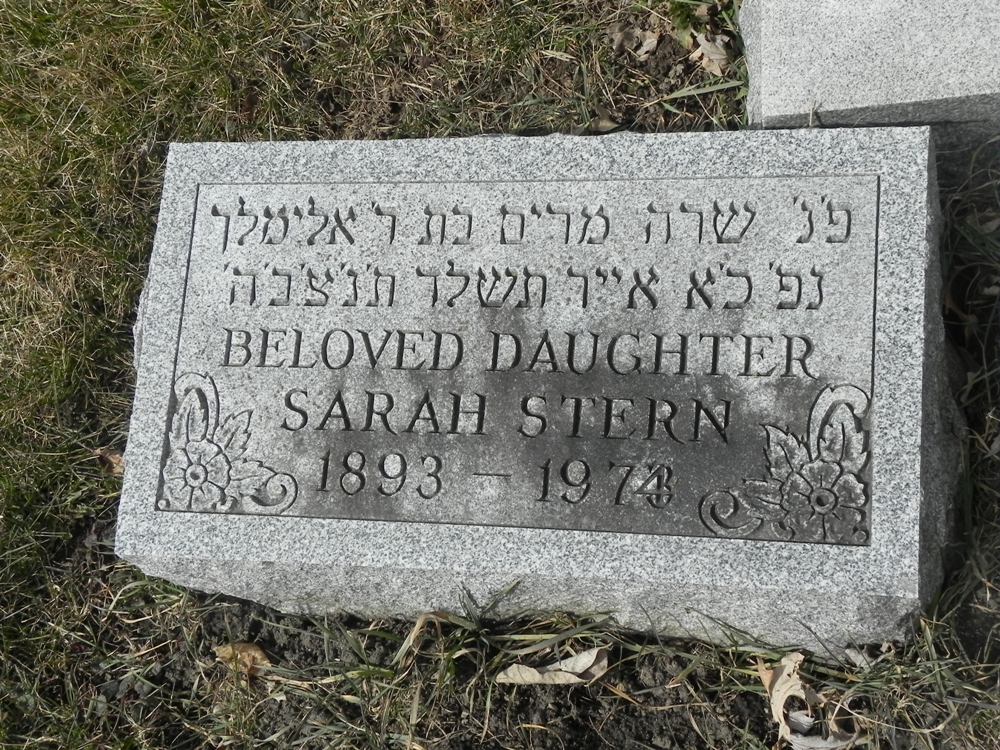 פ'נ' שרה מרים בת ר' אלימלך
נפ' כ'א אייר תשלד ת'נ'צ'ב'ה'
BELOVED DAUGHTER
SARAH STERN
1893 – 1974